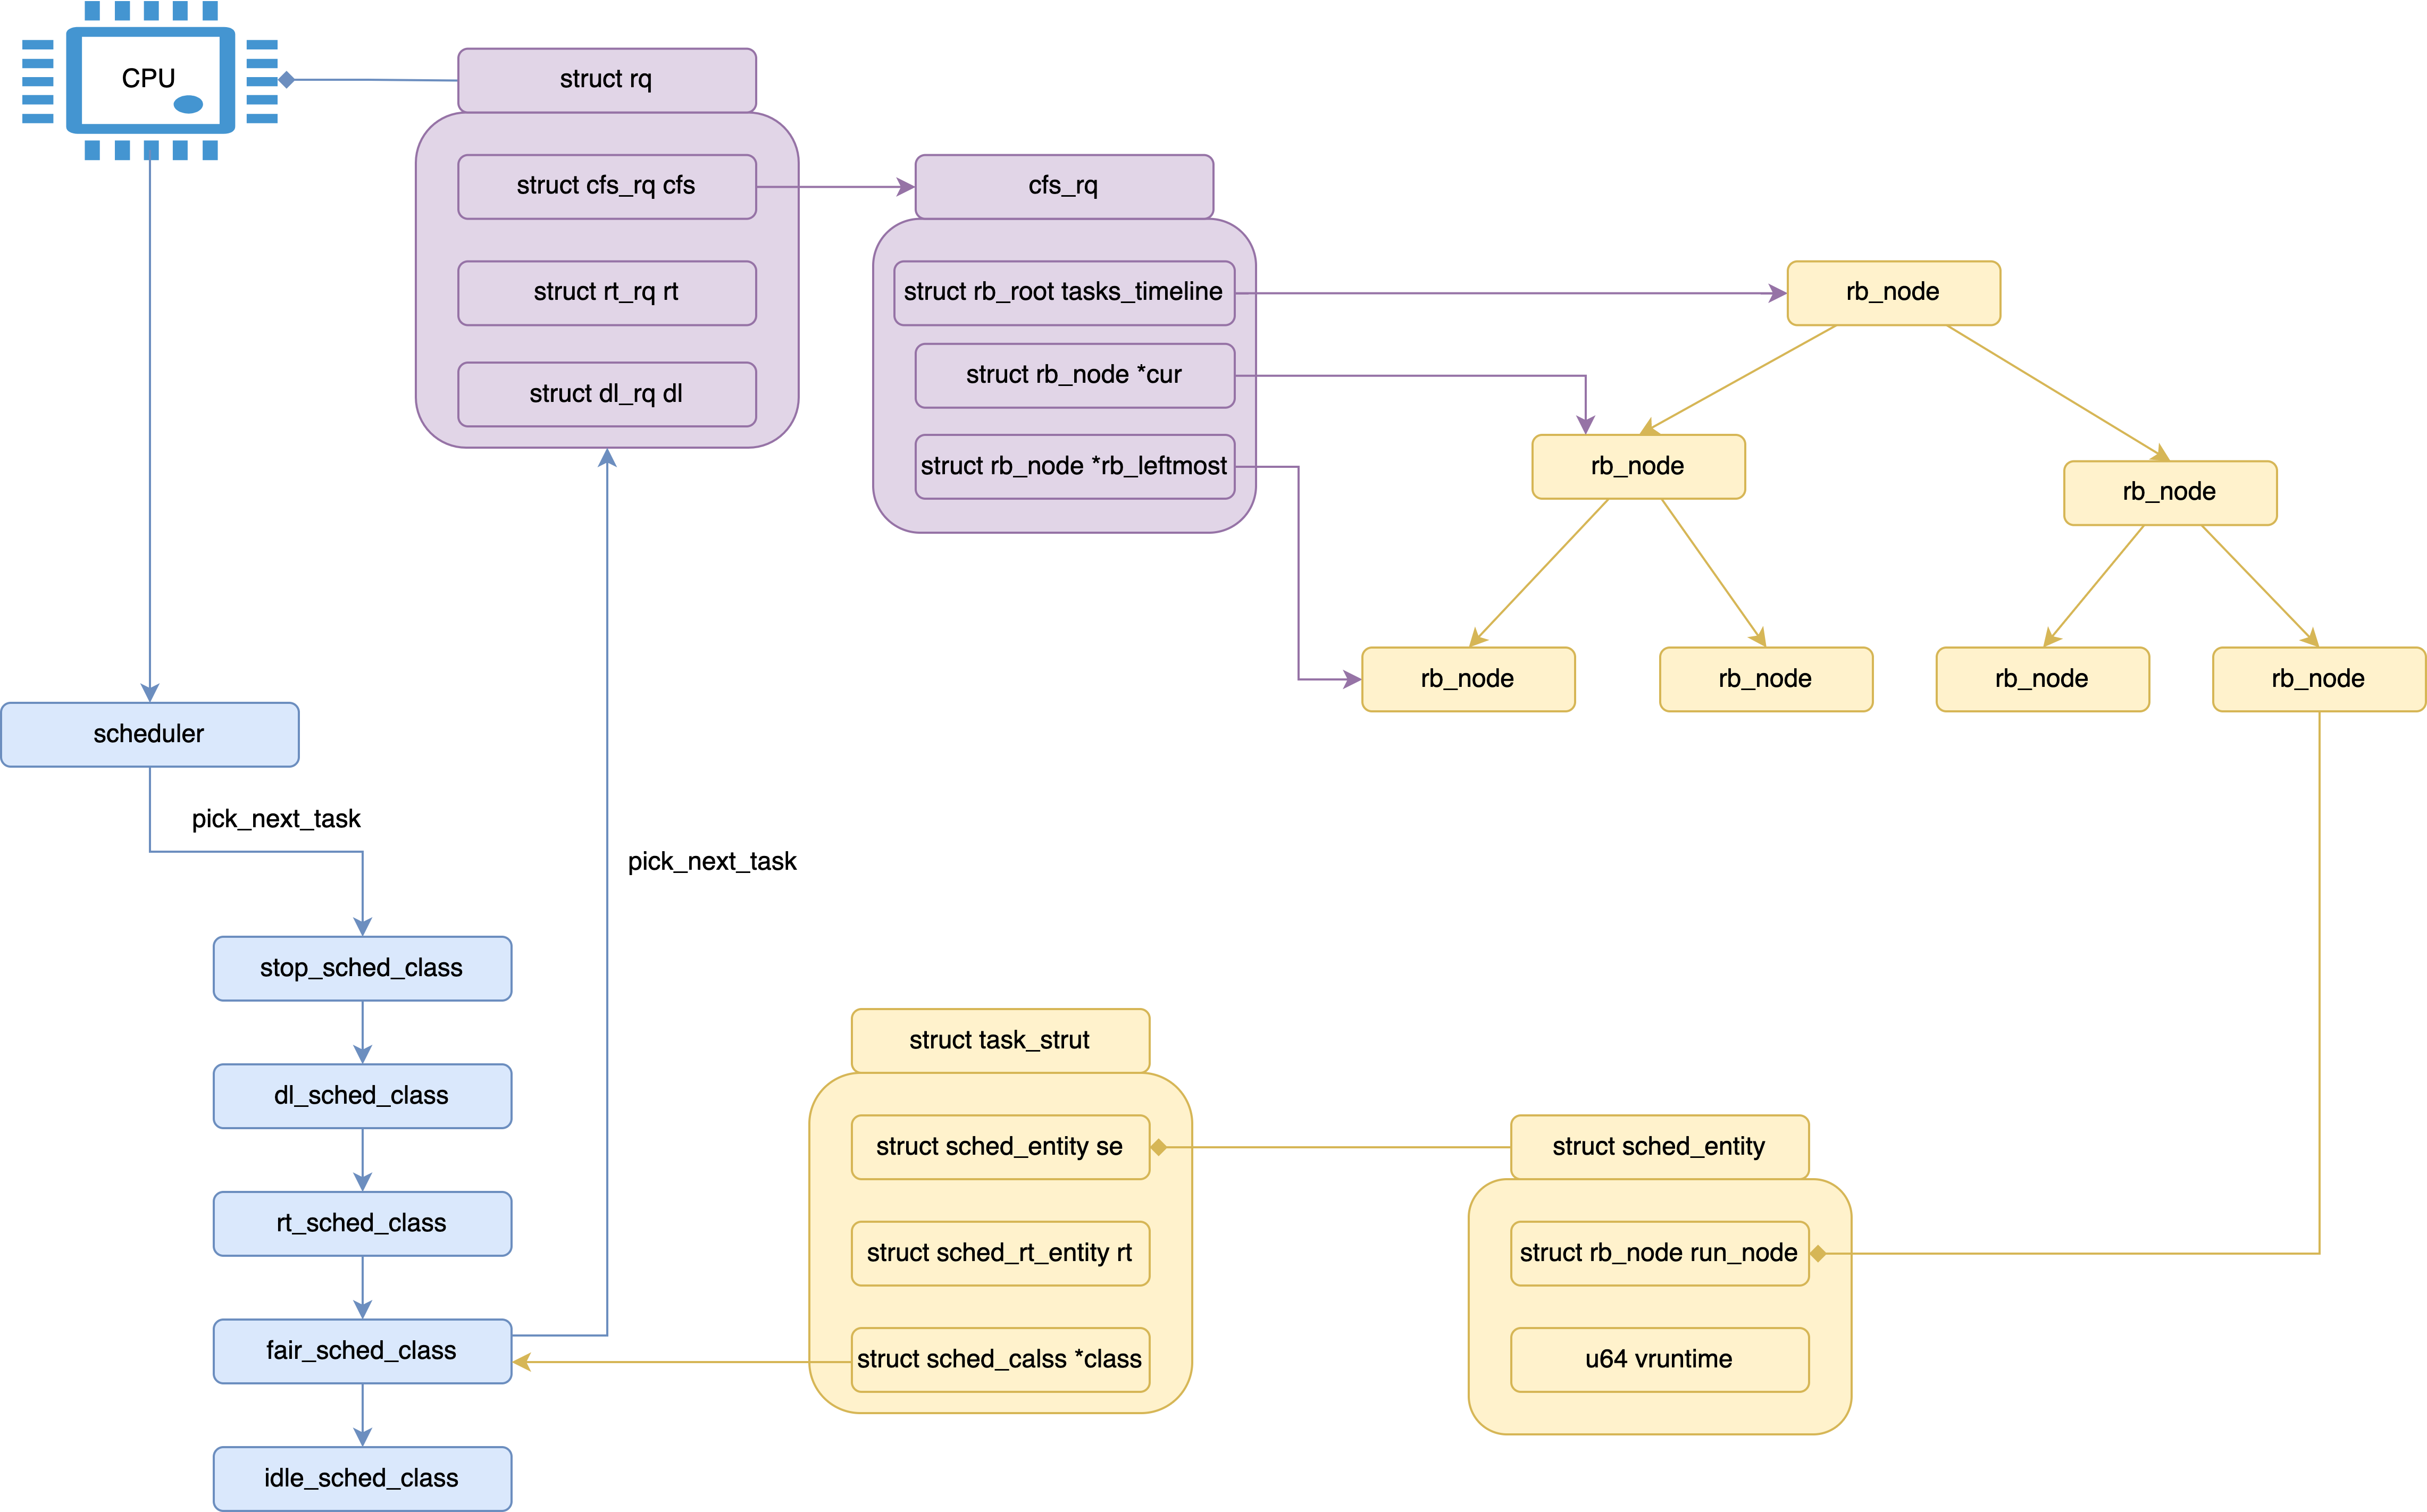 CPU
struct rq
struct cfs_rq cfs
struct rt_rq rt
struct dl_rq dl
cfs_rq
struct rb_root tasks_timeline
struct rb_node *cur
struct rb_node *rb_leftmost
rb_node
rb_node
rb_node
rb_node
rb_node
rb_node
rb_node
scheduler
pick_next_task
pick_next_task
stop_sched_class
dl_sched_class
rt_sched_class
fair_sched_class
idle_sched_class
struct task_strut
struct sched_entity se
struct sched_rt_entity rt
struct sched_calss *class
struct sched_entity
struct rb_node run_node
u64 vruntime